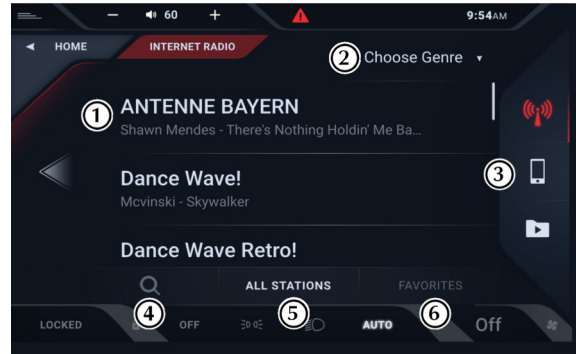 − 60 + 9:54AM
HOME INTERNET RADIO
2 Choose Genre
1 ANTENNE BAYERN
Shawn Mendes - There's Nothing Holdin' Me Ba...
3
Dance Wave!
Mcvinski - Skywalker
Dance Wave Retro!
ALL STATIONS FAVORITES
4 5 6
LOCKED OFF AUTO Off